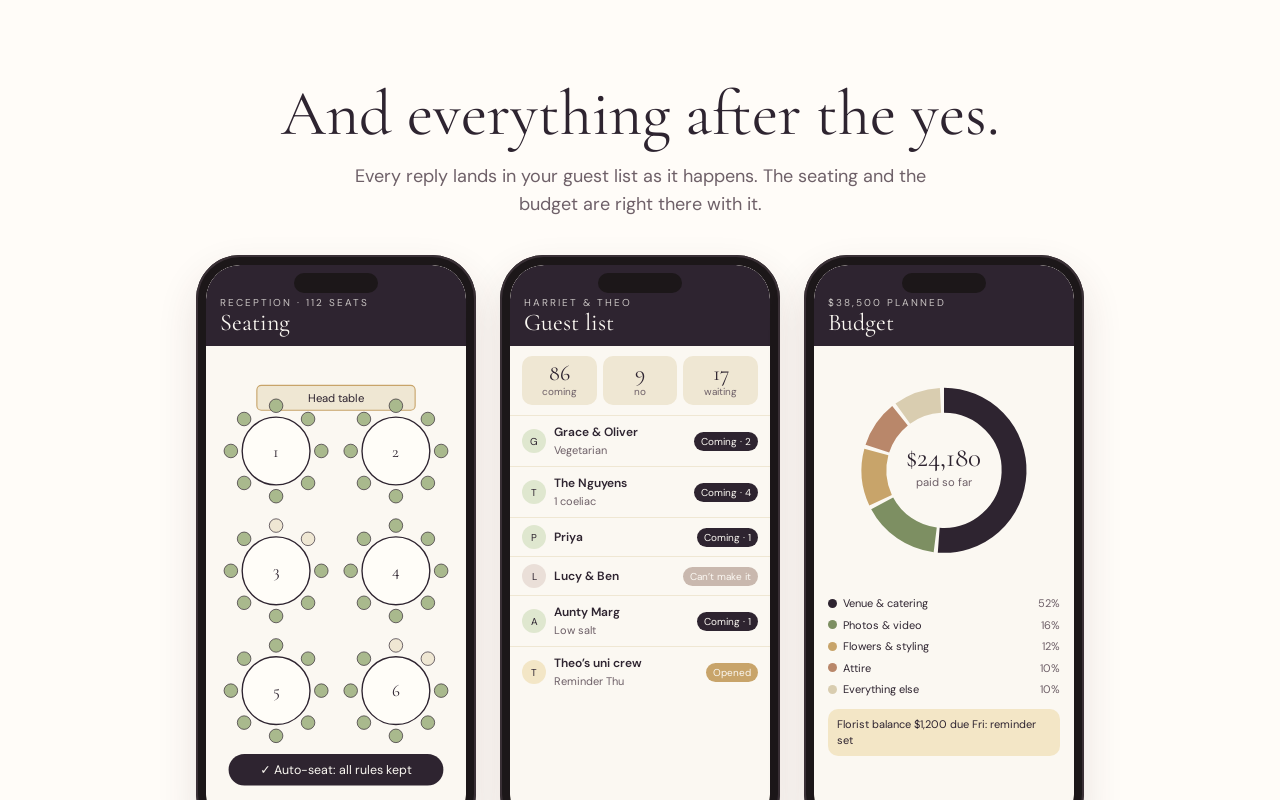 And everything after the yes.
Every reply lands in your guest list as it happens. The seating and the
budget are right there with it.
RECEPTION · 112 SEATS
Seating
Head table
1
2
3
4
5
6
✓ Auto-seat: all rules kept
HARRIET & THEO
Guest list
86
coming
9
no
17
waiting
G
Grace & Oliver
Vegetarian
Coming · 2
T
The Nguyens
1 coeliac
Coming · 4
P
Priya
Coming · 1
L
Lucy & Ben
Can't make it
A
Aunty Marg
Low salt
Coming · 1
T
Theo's uni crew
Reminder Thu
Opened
$38,500 PLANNED
Budget
$24,180
paid so far
Venue & catering 52%
Photos & video 16%
Flowers & styling 12%
Attire 10%
Everything else 10%
Florist balance $1,200 due Fri: reminder
set